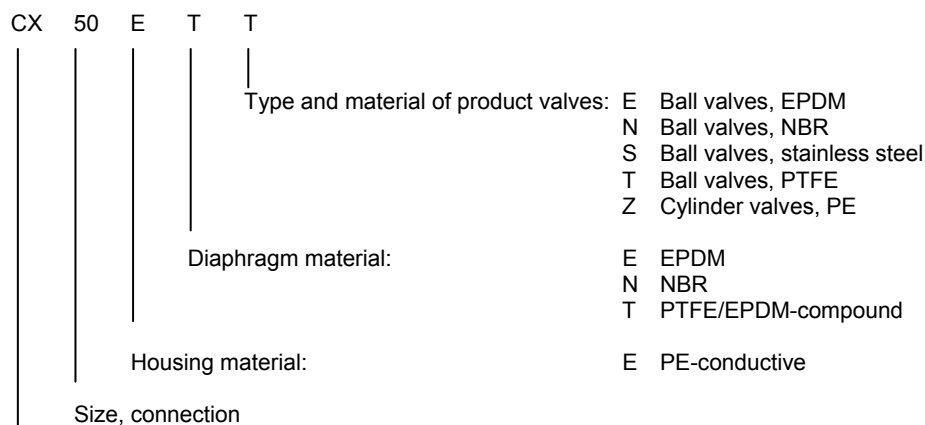 CX 50 E T T
Type and material of product valves: E Ball valves, EPDM
N Ball valves, NBR
S Ball valves, stainless steel
T Ball valves, PTFE
Z Cylinder valves, PE
Diaphragm material: E EPDM
N NBR
T PTFE/EPDM-compound
Housing material: E PE-conductive
Size, connection